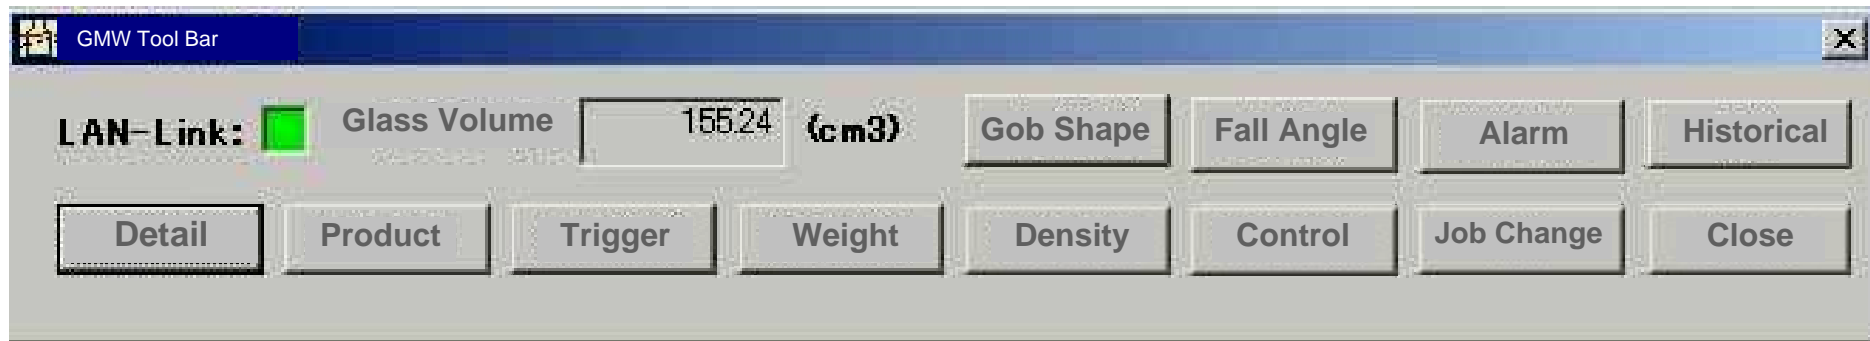 GMW Tool Bar
LAN-Link: Glass Volume 155.24 (cm3) Gob Shape Fall Angle Alarm Historical
Detail Product Trigger Weight Density Control Job Change Close